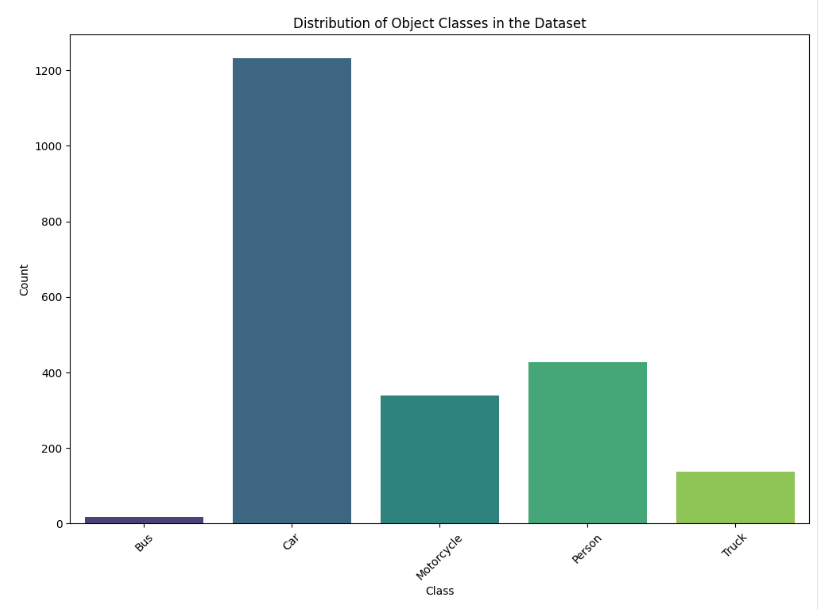 Distribution of Object Classes in the Dataset
1200
1000
800
600
400
200
0
Count
Bus
Car
Motorcycle
Person
Truck
Class